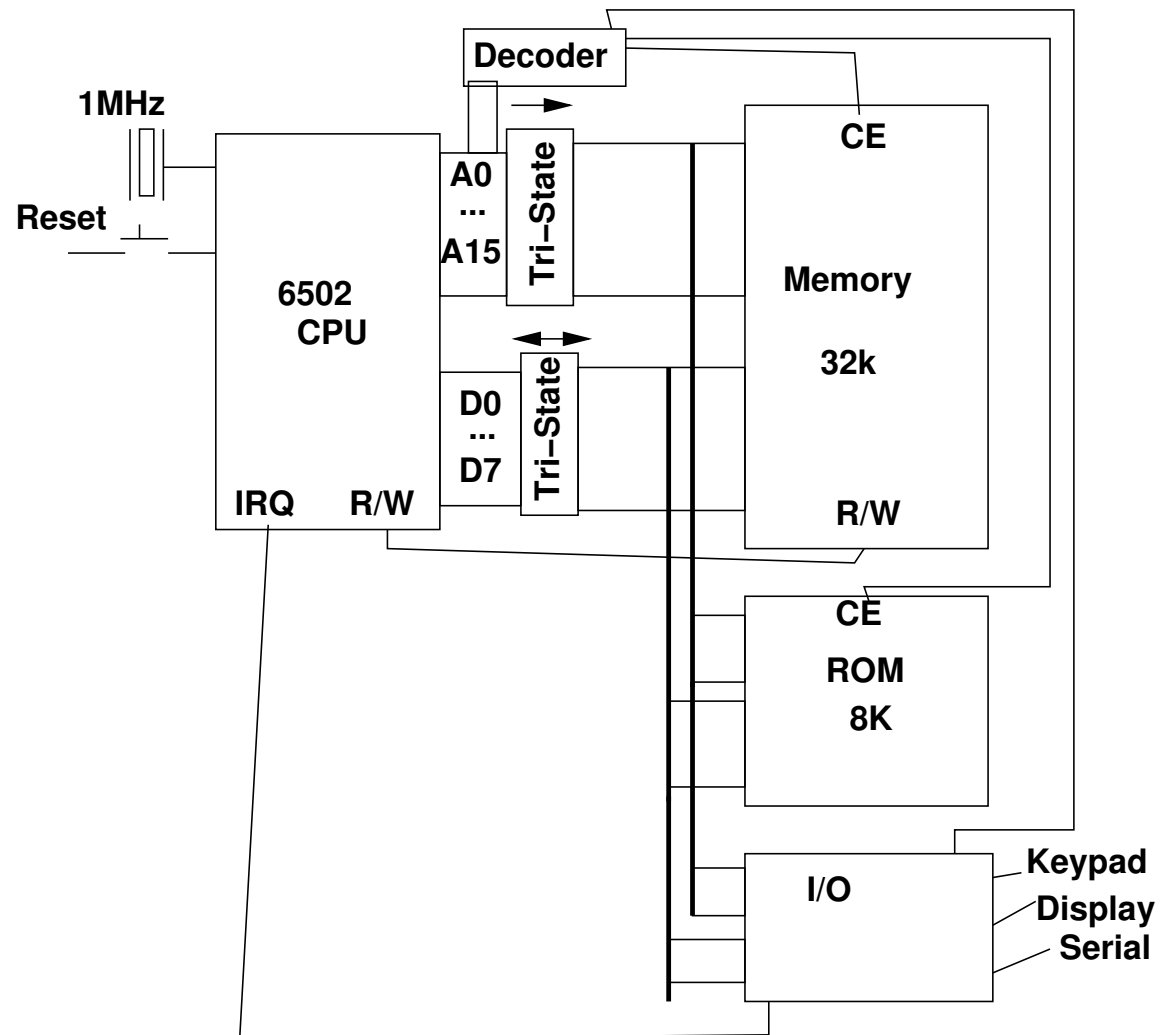 Decoder
1MHz
CE
A0
...
A15
Tri–State
Reset
6502
CPU
Memory
32k
D0
...
D7
Tri–State
IRQ
R/W
R/W
CE
ROM
8K
I/O
Keypad
Display
Serial